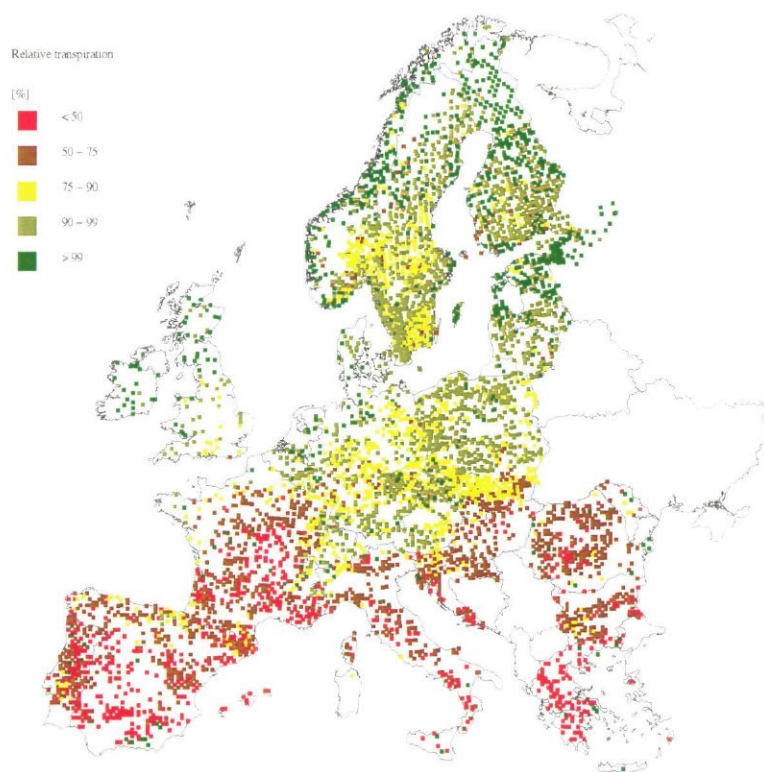 Relative transpiration
[%]
< 50
50 – 75
75 – 90
90 – 99
> 99